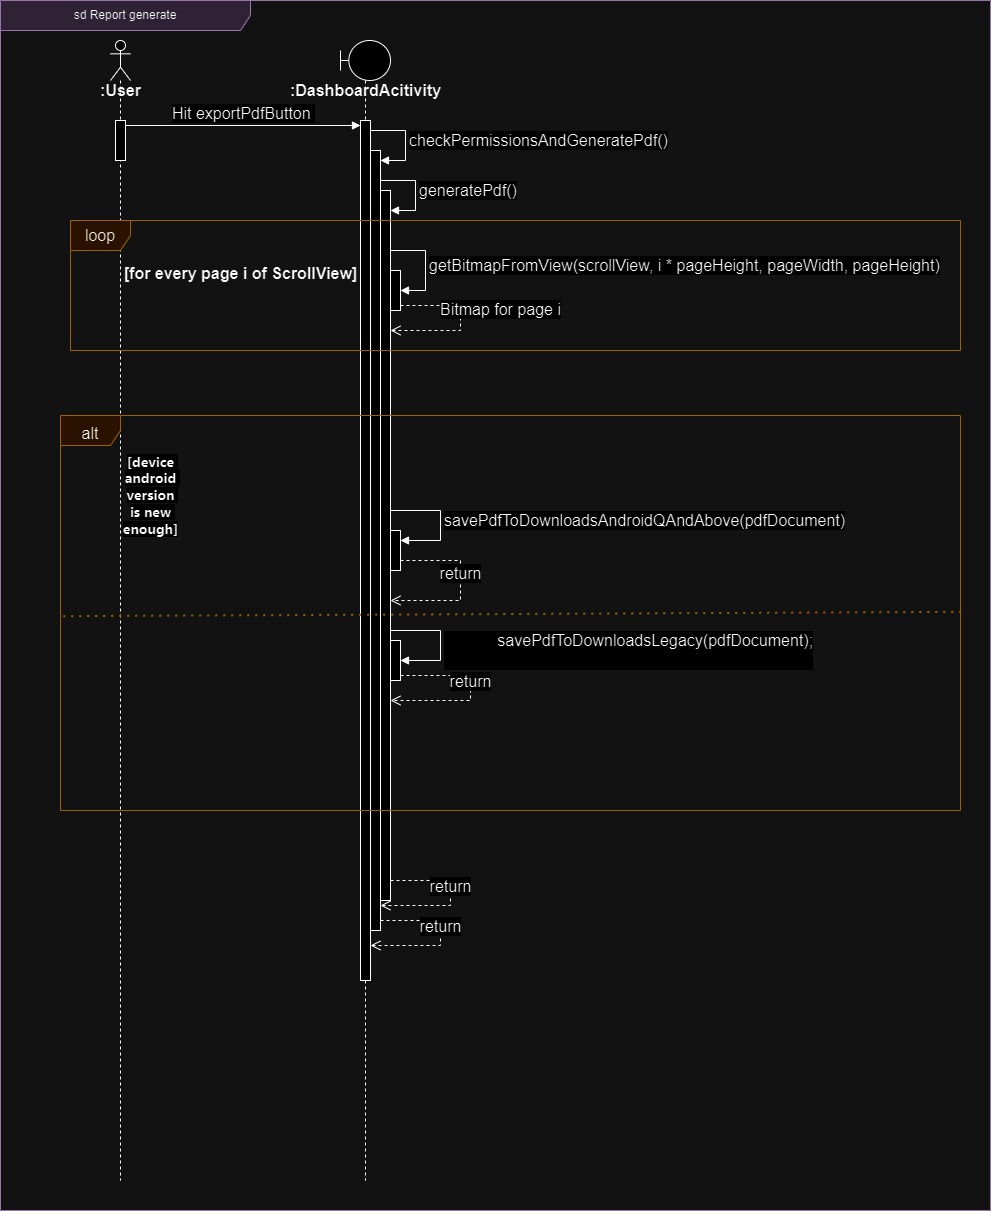 sd Report generate
:User
:DashboardAcitivity
Hit exportPdfButton
checkPermissionsAndGeneratePdf()
generatePdf()
loop
[for every page i of ScrollView]
getBitmapFromView(scrollView, i * pageHeight, pageWidth, pageHeight)
Bitmap for page i
alt
[device
android
version
is new
enough]
savePdfToDownloadsAndroidQAndAbove(pdfDocument)
return
savePdfToDownloadsLegacy(pdfDocument);
return
return
return